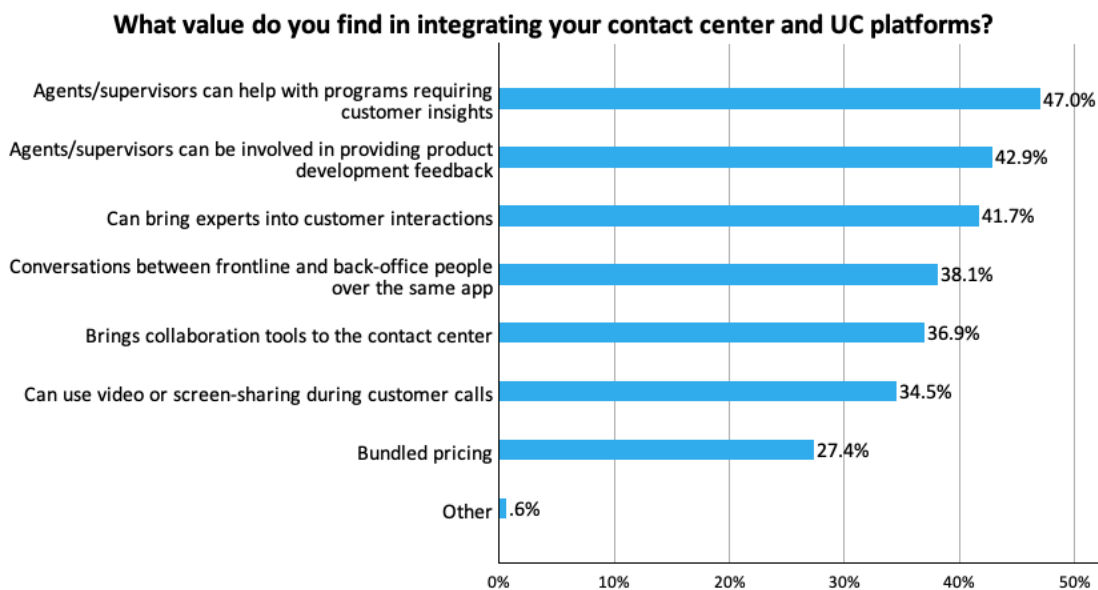 What value do you find in integrating your contact center and UC platforms?
Agents/supervisors can help with programs requiring
customer insights
47.0%
Agents/supervisors can be involved in providing product
development feedback
42.9%
Can bring experts into customer interactions
41.7%
Conversations between frontline and back-office people
over the same app
38.1%
Brings collaboration tools to the contact center
36.9%
Can use video or screen-sharing during customer calls
34.5%
Bundled pricing
27.4%
Other
.6%
0%
10%
20%
30%
40%
50%